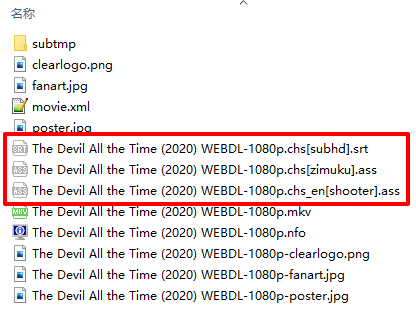 名称
subtmp
clearlogo.png
fanart.jpg
movie.xml
poster.jpg
The Devil All the Time (2020) WEBDL-1080p.chs[subhd].srt
The Devil All the Time (2020) WEBDL-1080p.chs[zimuku].ass
The Devil All the Time (2020) WEBDL-1080p.chs_en[shooter].ass
The Devil All the Time (2020) WEBDL-1080p.mkv
The Devil All the Time (2020) WEBDL-1080p.nfo
The Devil All the Time (2020) WEBDL-1080p-clearlogo.png
The Devil All the Time (2020) WEBDL-1080p-fanart.jpg
The Devil All the Time (2020) WEBDL-1080p-poster.jpg